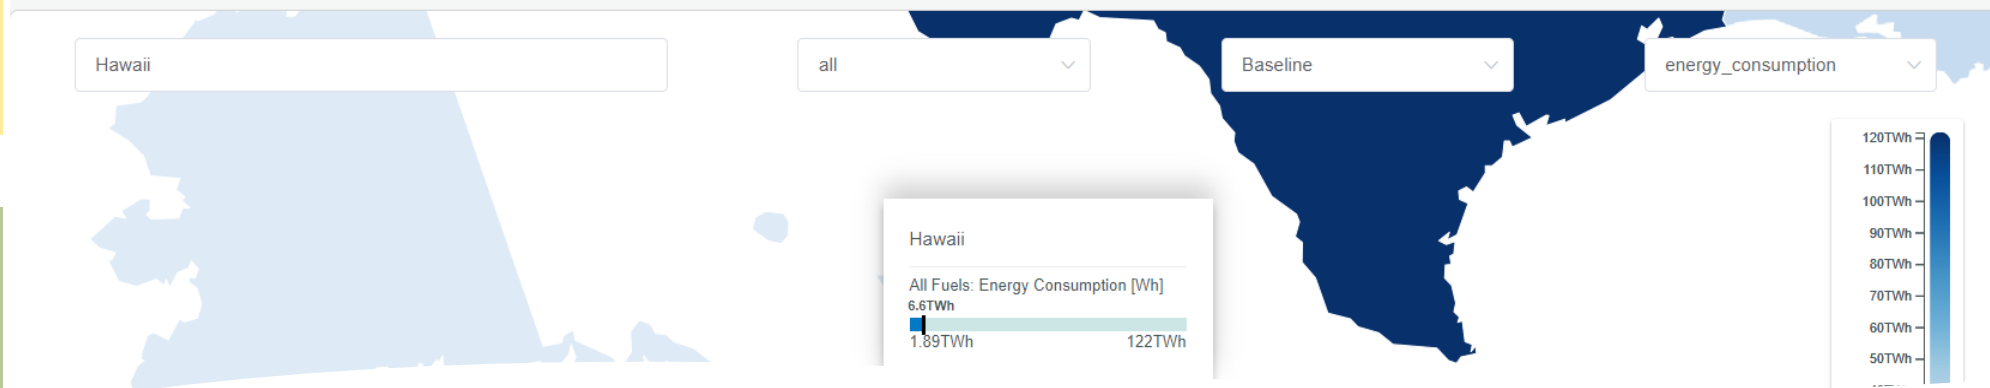 Hawaii
all
Baseline
energy_consumption
120TWh
110TWh
100TWh
90TWh
80TWh
70TWh
60TWh
50TWh
Hawaii
All Fuels: Energy Consumption [Wh]
6.6TWh
1.89TWh 122TWh